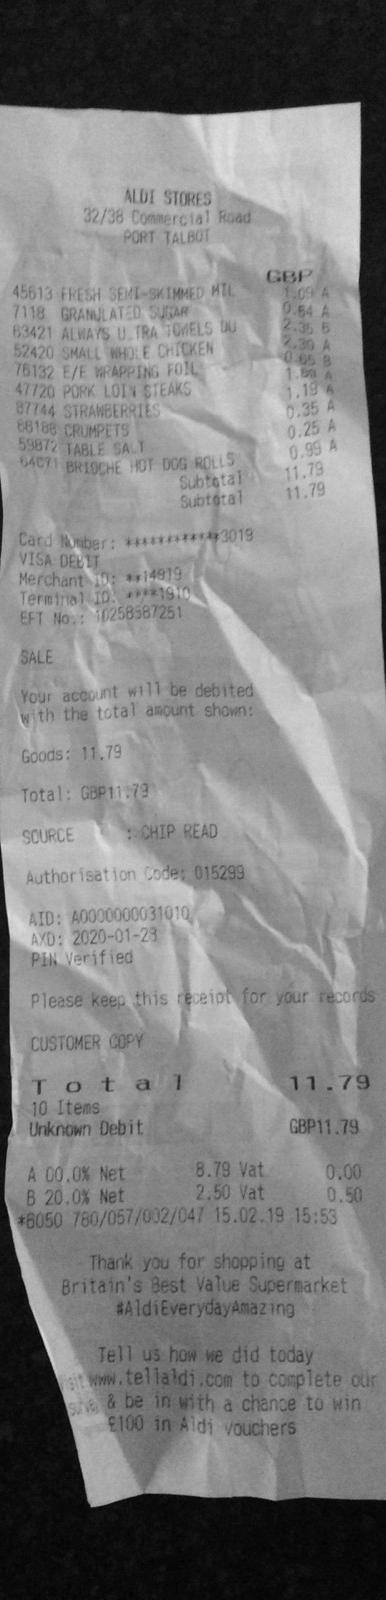 ALDI STORES
32/38 Commercial Road
PORT TALBOT
GBP
45613 FRESH SEMI-SKIMMED MIL 1.09 A
7118 GRANULATED SUGAR 0.64 A
63421 ALWAYS ULTRA TOWELS DU 2.35 B
52420 SMALL WHOLE CHICKEN 2.39 A
76132 E/E WRAPPING FOIL 0.65 B
47720 PORK LOIN STEAKS 1.89 A
87744 STRAWBERRIES 1.19 A
68188 CRUMPETS 0.35 A
59872 TABLE SALT 0.25 A
64071 BRIOCHE HOT DOG ROLLS 0.99 A
Subtotal 11.79
Subtotal 11.79
Card Number: ************3019
VISA DEBIT
Merchant ID: **14919
Terminal ID: ****1910
EFT No.: 10258587251
SALE
Your account will be debited
with the total amount shown:
Goods: 11.79
Total: GBP11.79
SOURCE : CHIP READ
Authorisation Code: 015299
AID: A0000000031010
AXD: 2020-01-23
PIN Verified
Please keep this receipt for your records
CUSTOMER COPY
Total 11.79
10 Items
Unknown Debit GBP11.79
A 00.0% Net 8.79 Vat 0.00
B 20.0% Net 2.50 Vat 0.50
*6050 780/057/002/047 15.02.19 15:53
Thank you for shopping at
Britain's Best Value Supermarket
#AldiEverydayAmazing
Tell us how we did today
Visit www.tellaldi.com to complete our
survey & be in with a chance to win
£100 in Aldi vouchers